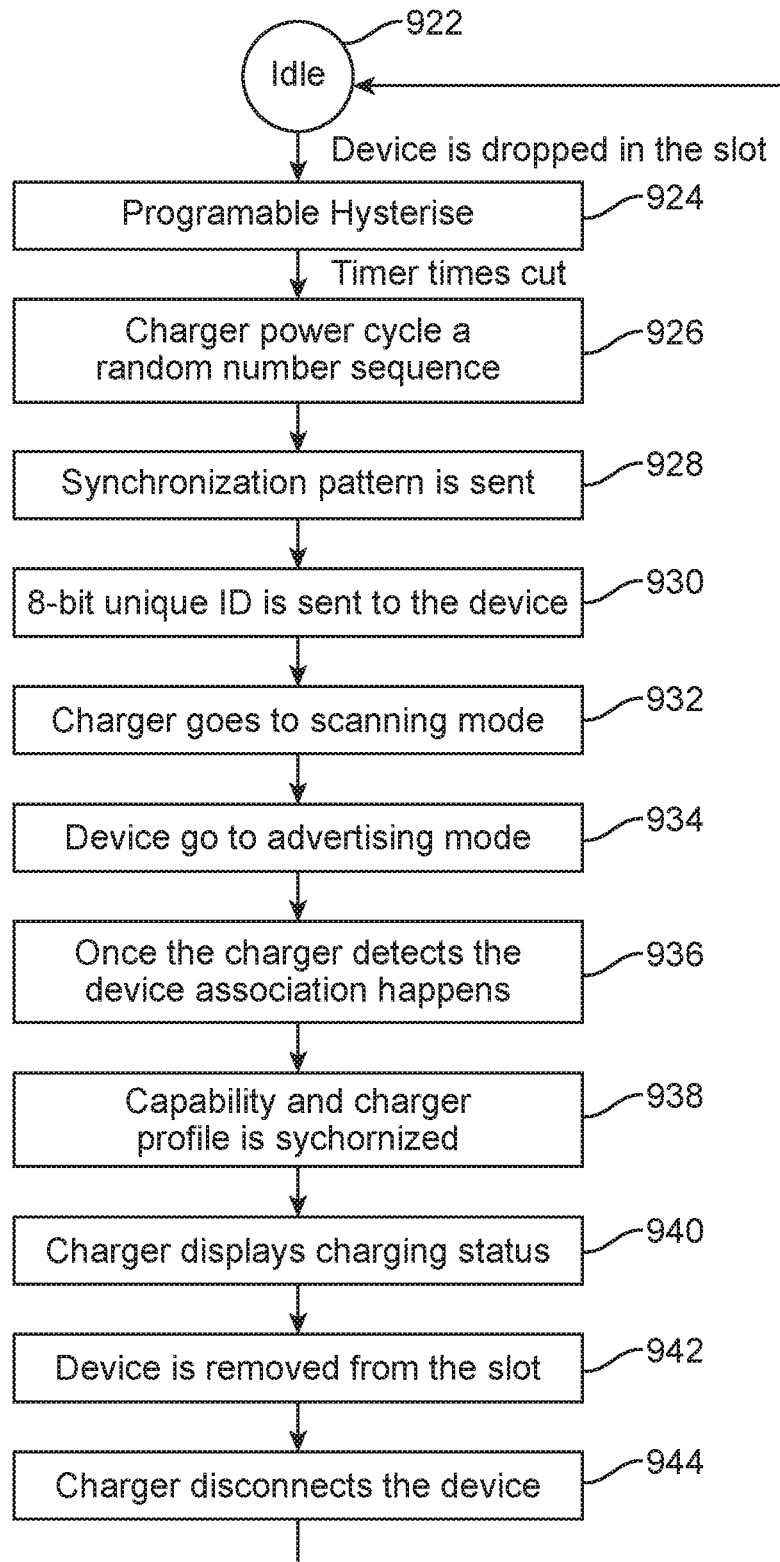 922
Idle
Device is dropped in the slot
Programable Hysterise
924
Timer times cut
Charger power cycle a
random number sequence
926
Synchronization pattern is sent
928
8-bit unique ID is sent to the device
930
Charger goes to scanning mode
932
Device go to advertising mode
934
Once the charger detects the
device association happens
936
Capability and charger
profile is sychornized
938
Charger displays charging status
940
Device is removed from the slot
942
Charger disconnects the device
944